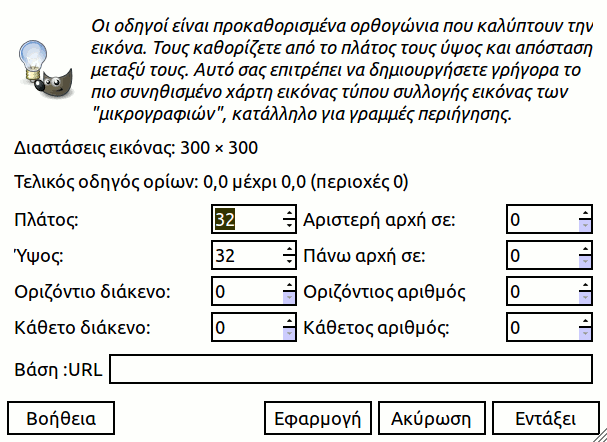 Οι οδηγοί είναι προκαθορισμένα ορθογώνια που καλύπτουν την
εικόνα. Τους καθορίζετε από το πλάτος τους ύψος και απόσταση
μεταξύ τους. Αυτό σας επιτρέπει να δημιουργήσετε γρήγορα το
πιο συνηθισμένο χάρτη εικόνας τύπου συλλογής εικόνας των
"μικρογραφιών", κατάλληλο για γραμμές περιήγησης.
Διαστάσεις εικόνας: 300 × 300
Τελικός οδηγός ορίων: 0,0 μέχρι 0,0 (περιοχές 0)
Πλάτος: 32 Αριστερή αρχή σε: 0
Ύψος: 32 Πάνω αρχή σε: 0
Οριζόντιο διάκενο: 0 Οριζόντιος αριθμός 0
Κάθετο διάκενο: 0 Κάθετος αριθμός: 0
Βάση :URL
Βοήθεια Εφαρμογή Ακύρωση Εντάξει